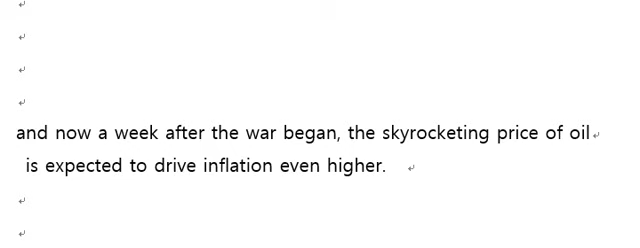 and now a week after the war began, the skyrocketing price of oil
is expected to drive inflation even higher.